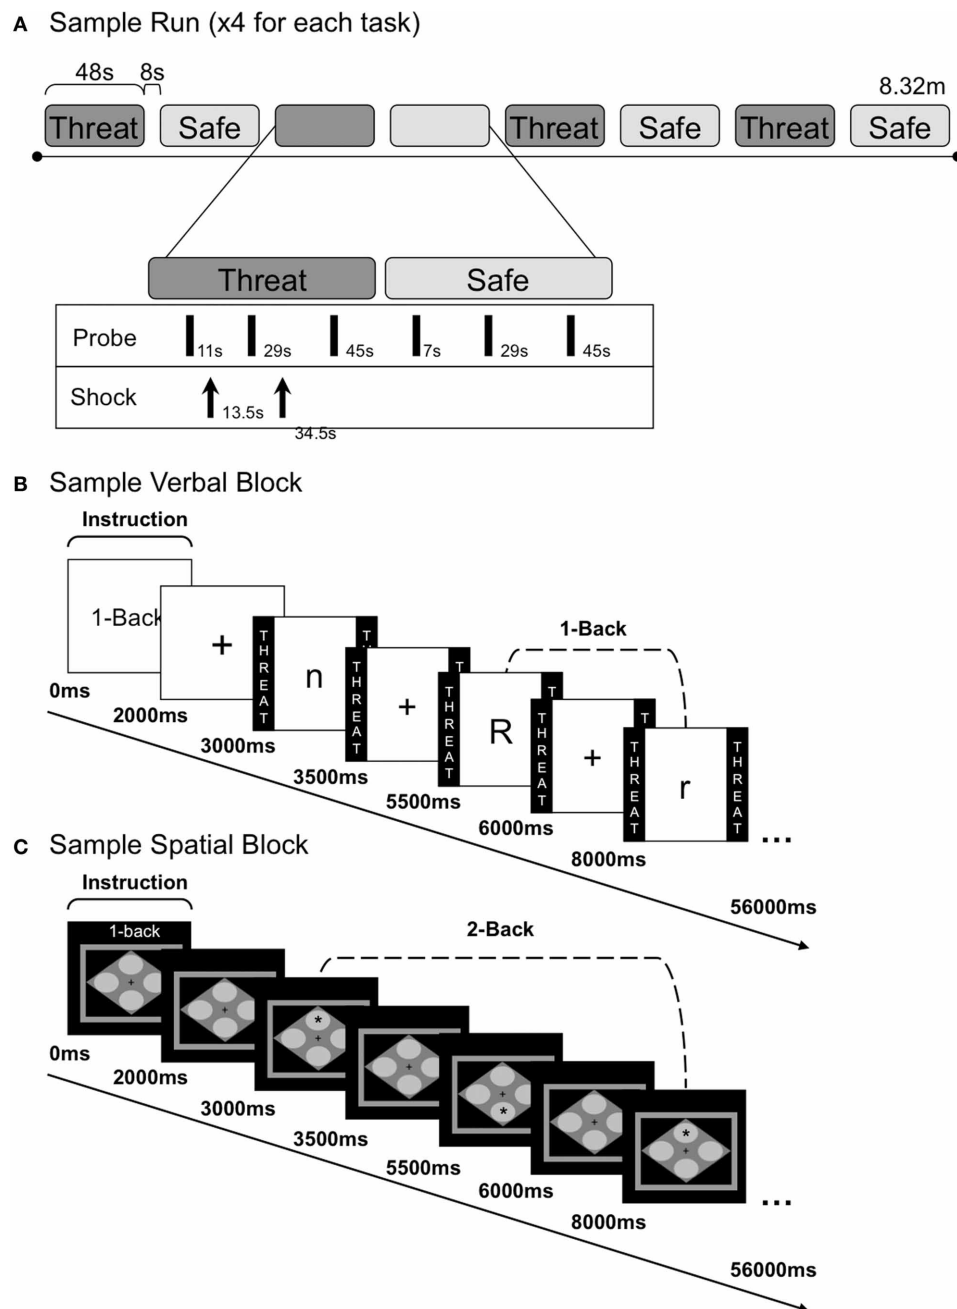 A Sample Run (x4 for each task)
48s 8s
8.32m
Threat Safe Threat Safe Threat Safe
Threat Safe
Probe 11s 29s 45s 7s 29s 45s
Shock 13.5s
34.5s
B Sample Verbal Block
Instruction
1-Back
+
THREAT
n
T
THREAT
+
T
THREAT
R
T
THREAT
+
T
THREAT
r
THREAT
1-Back
0ms
2000ms
3000ms
3500ms
5500ms
6000ms
8000ms
...
56000ms
C Sample Spatial Block
Instruction
1-back
2-Back
+
+
*
+
+
+
*
+
*
+
0ms
2000ms
3000ms
3500ms
5500ms
6000ms
8000ms
...
56000ms